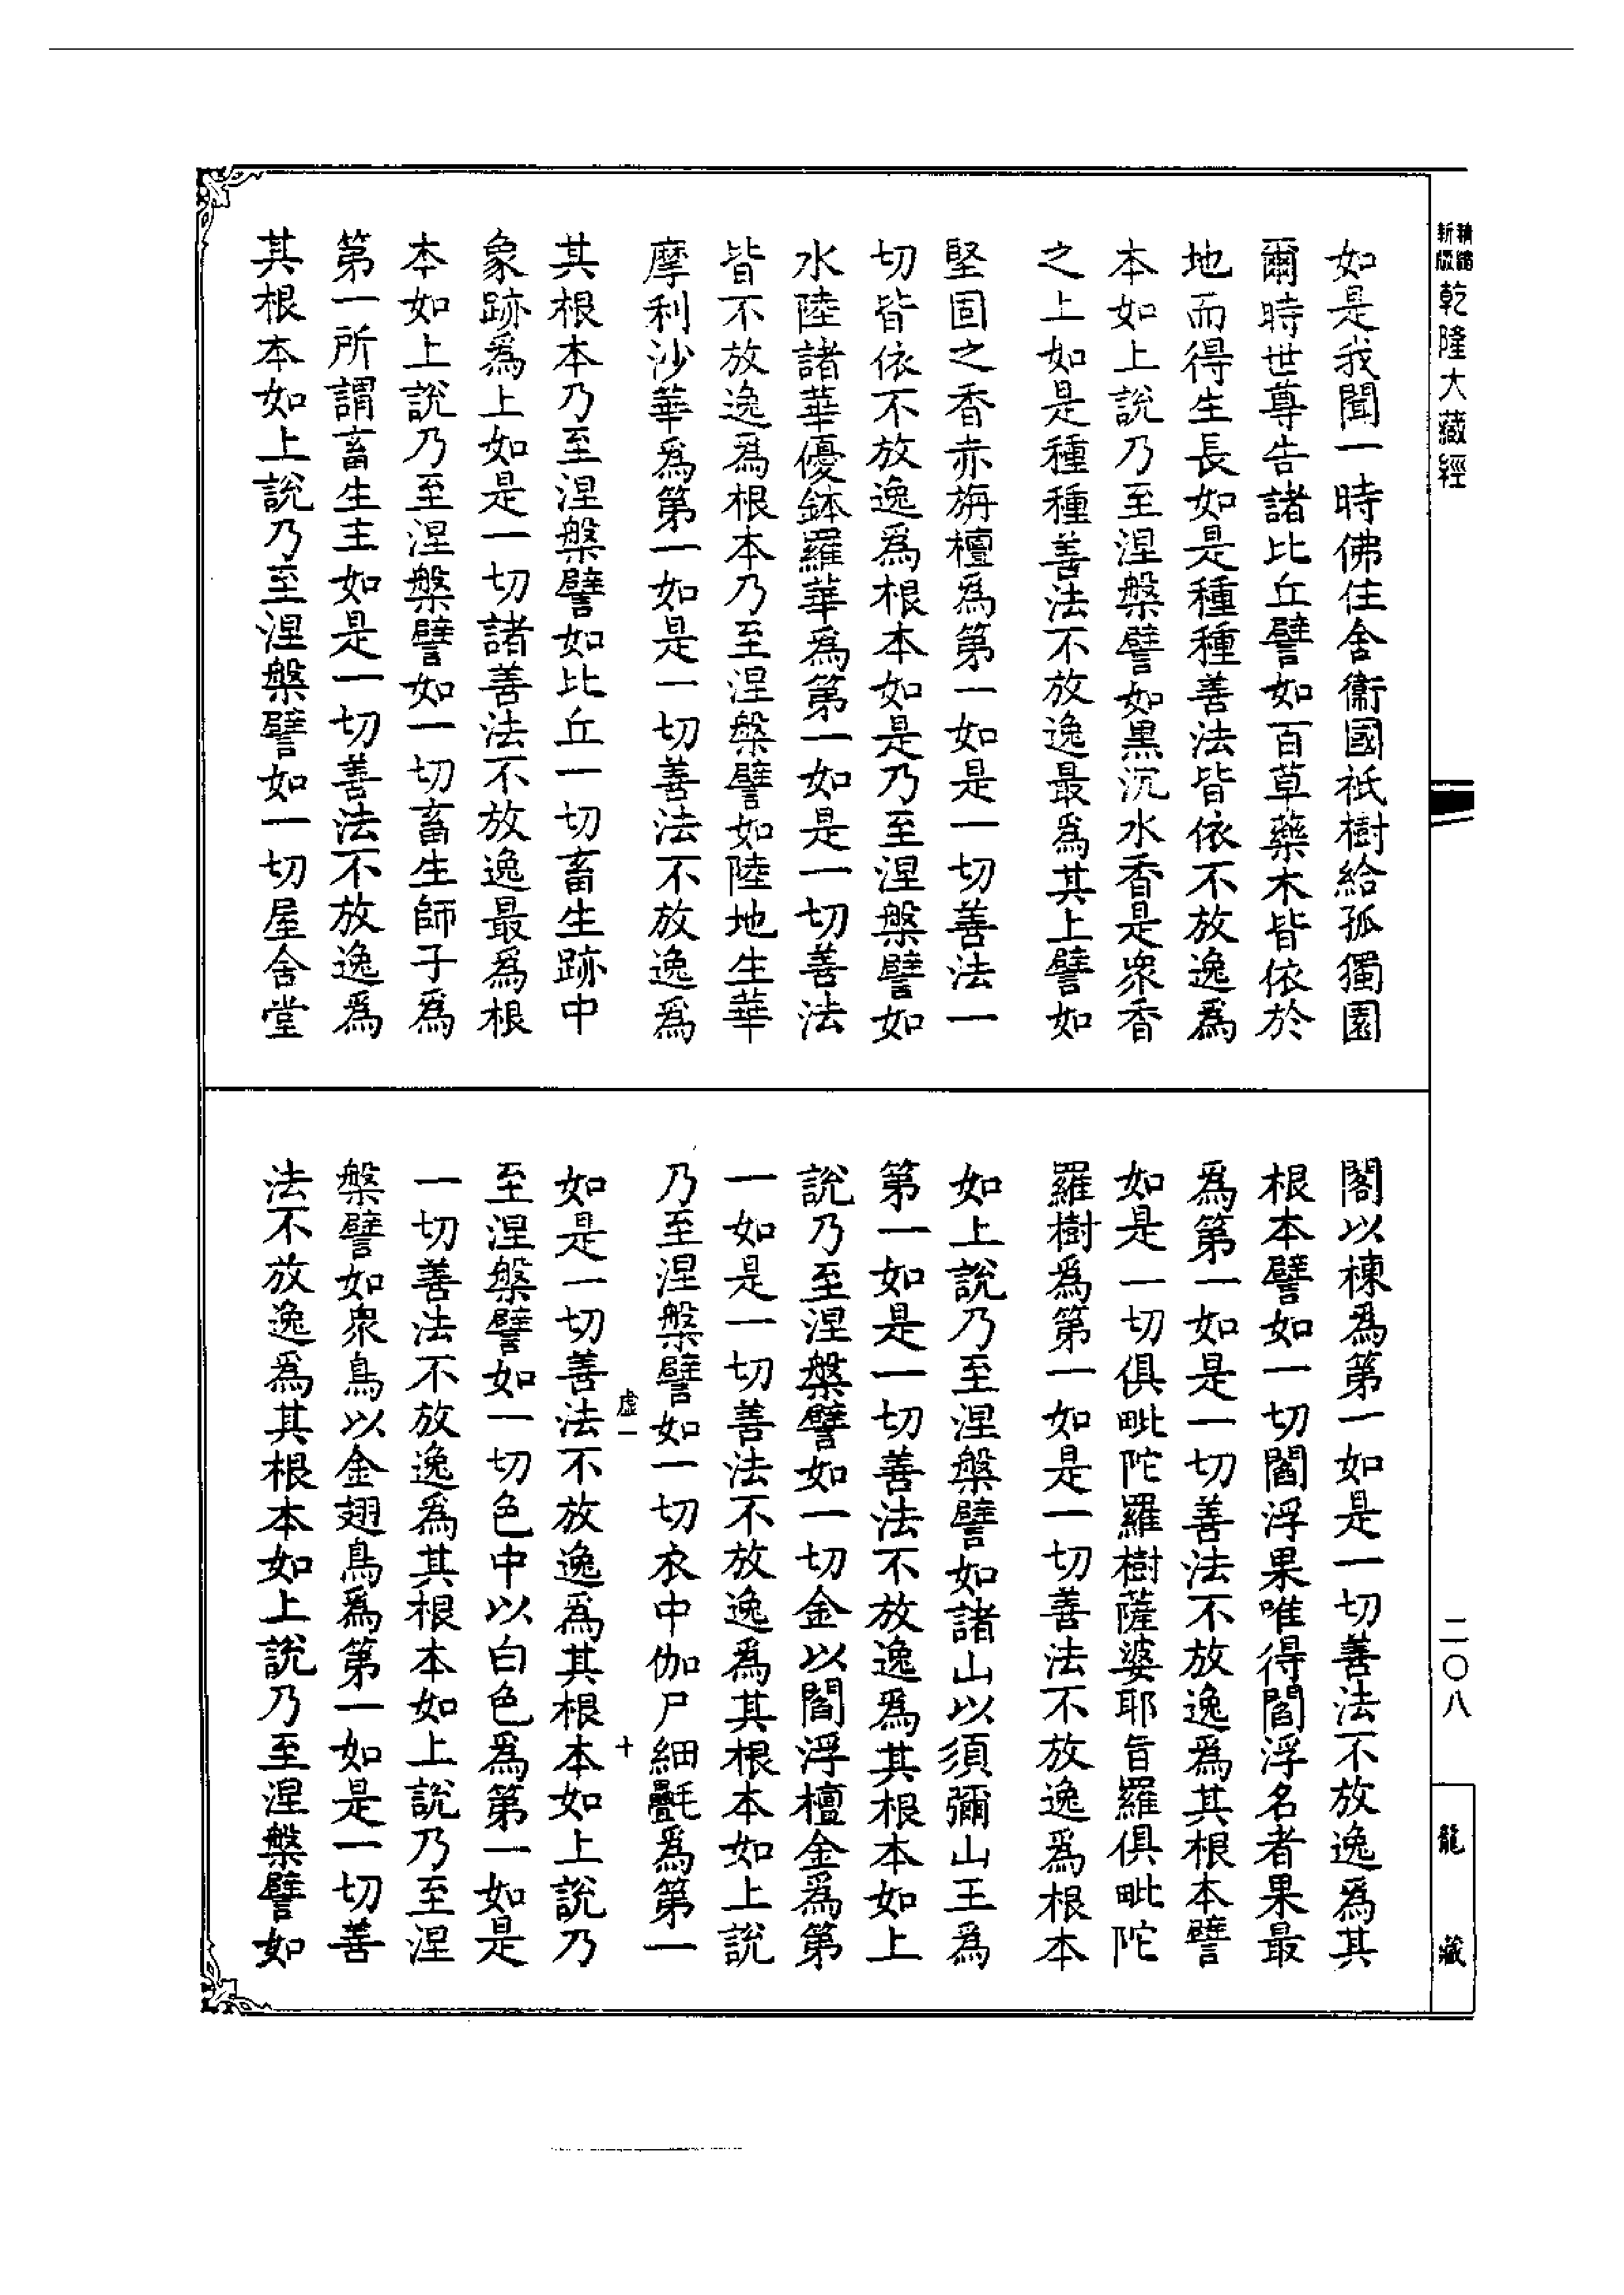 新版精縮乾隆大藏經
如是我聞一時佛住舍衞國祇樹給孤獨園
爾時世尊告諸比丘譬如百草藥木皆依於
地而得生長如是種種善法皆依不放逸爲
本如上說乃至涅槃譬如黒沉水香是衆香
之上如是種種善法不放逸最爲其上譬如
堅固之香赤栴檀爲第一如是一切善法一
切皆依不放逸爲根本如是乃至涅槃譬如
水陸諸華優鉢羅華爲第一如是一切善法
皆不放逸爲根本乃至涅槃譬如陸地生華
摩利沙華爲第一如是一切善法不放逸爲
其根本乃至涅槃譬如比丘一切畜生跡中
象跡爲上如是一切諸善法不放逸最爲根
本如上說乃至涅槃譬如一切畜生師子爲
第一所謂畜生主如是一切善法不放逸爲
其根本如上說乃至涅槃譬如一切屋舍堂
閣以棟爲第一如是一切善法不放逸爲其
根本譬如一切閻浮果唯得閻浮名者果最
爲第一如是一切善法不放逸爲其根本譬
如是一切俱毗陀羅樹薩婆耶旨羅俱毗陀
羅樹爲第一如是一切善法不放逸爲根本
如上說乃至涅槃譬如諸山以須彌山王爲
第一如是一切善法不放逸爲其根本如上
說乃至涅槃譬如一切金以閻浮檀金爲第
一如是一切善法不放逸爲其根本如上說
乃至涅槃譬如一切衣中伽尸細㲲爲第一
虛一 十
如是一切善法不放逸爲其根本如上說乃
至涅槃譬如一切色中以白色爲第一如是
一切善法不放逸爲其根本如上說乃至涅
槃譬如衆鳥以金翅鳥爲第一如是一切善
法不放逸爲其根本如上說乃至涅槃譬如
二〇八
龍藏